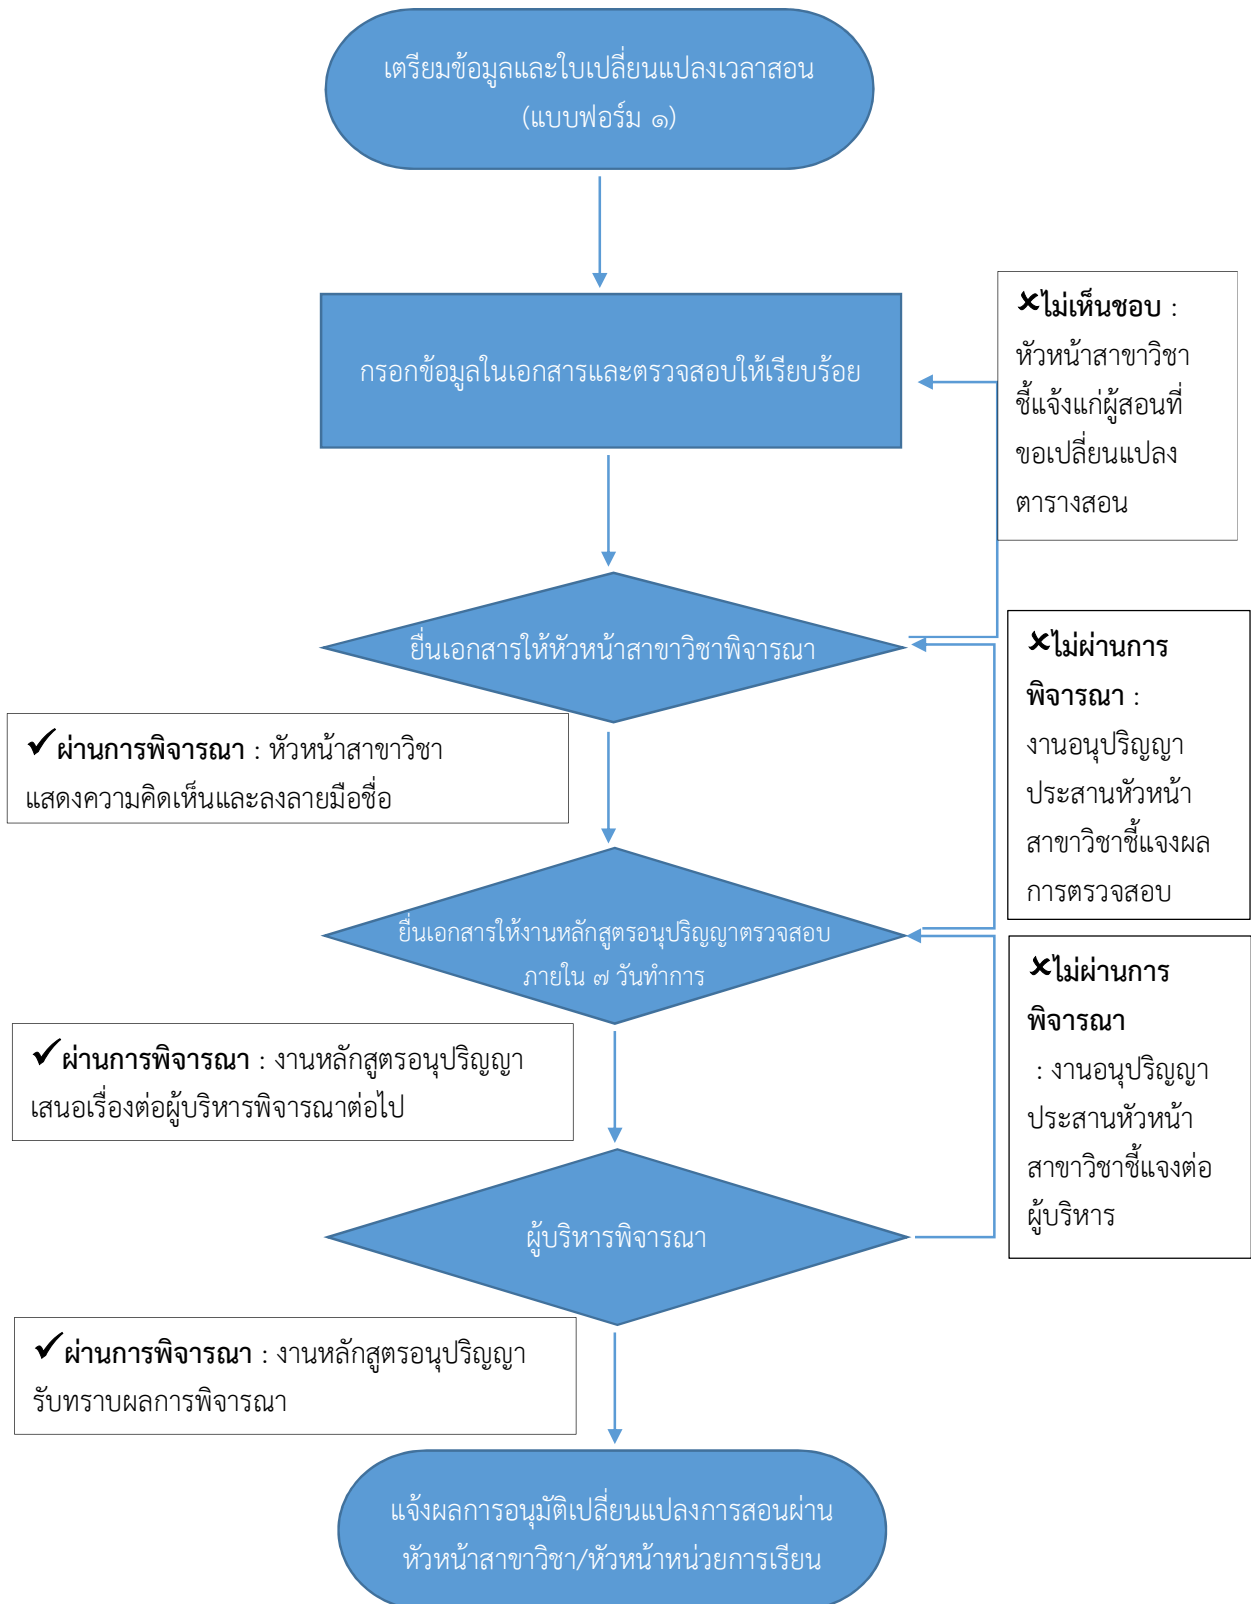 เตรียมข้อมูลและใบเปลี่ยนแปลงเวลาสอน
(แบบฟอร์ม ๑)
กรอกข้อมูลในเอกสารและตรวจสอบให้เรียบร้อย
✘ไม่เห็นชอบ :
หัวหน้าสาขาวิชา
ชี้แจ้งแก่ผู้สอนที่
ขอเปลี่ยนแปลง
ตารางสอน
ยื่นเอกสารให้หัวหน้าสาขาวิชาพิจารณา
✘ไม่ผ่านการ
พิจารณา :
งานอนุปริญญา
ประสานหัวหน้า
สาขาวิชาชี้แจงผล
การตรวจสอบ
✓ผ่านการพิจารณา : หัวหน้าสาขาวิชา
แสดงความคิดเห็นและลงลายมือชื่อ
ยื่นเอกสารให้งานหลักสูตรอนุปริญญาตรวจสอบ
ภายใน ๗ วันทำการ
✘ไม่ผ่านการ
พิจารณา
: งานอนุปริญญา
ประสานหัวหน้า
สาขาวิชาชี้แจงต่อ
ผู้บริหาร
✓ผ่านการพิจารณา : งานหลักสูตรอนุปริญญา
เสนอเรื่องต่อผู้บริหารพิจารณาต่อไป
ผู้บริหารพิจารณา
✓ผ่านการพิจารณา : งานหลักสูตรอนุปริญญา
รับทราบผลการพิจารณา
แจ้งผลการอนุมัติเปลี่ยนแปลงการสอนผ่าน
หัวหน้าสาขาวิชา/หัวหน้าหน่วยการเรียน